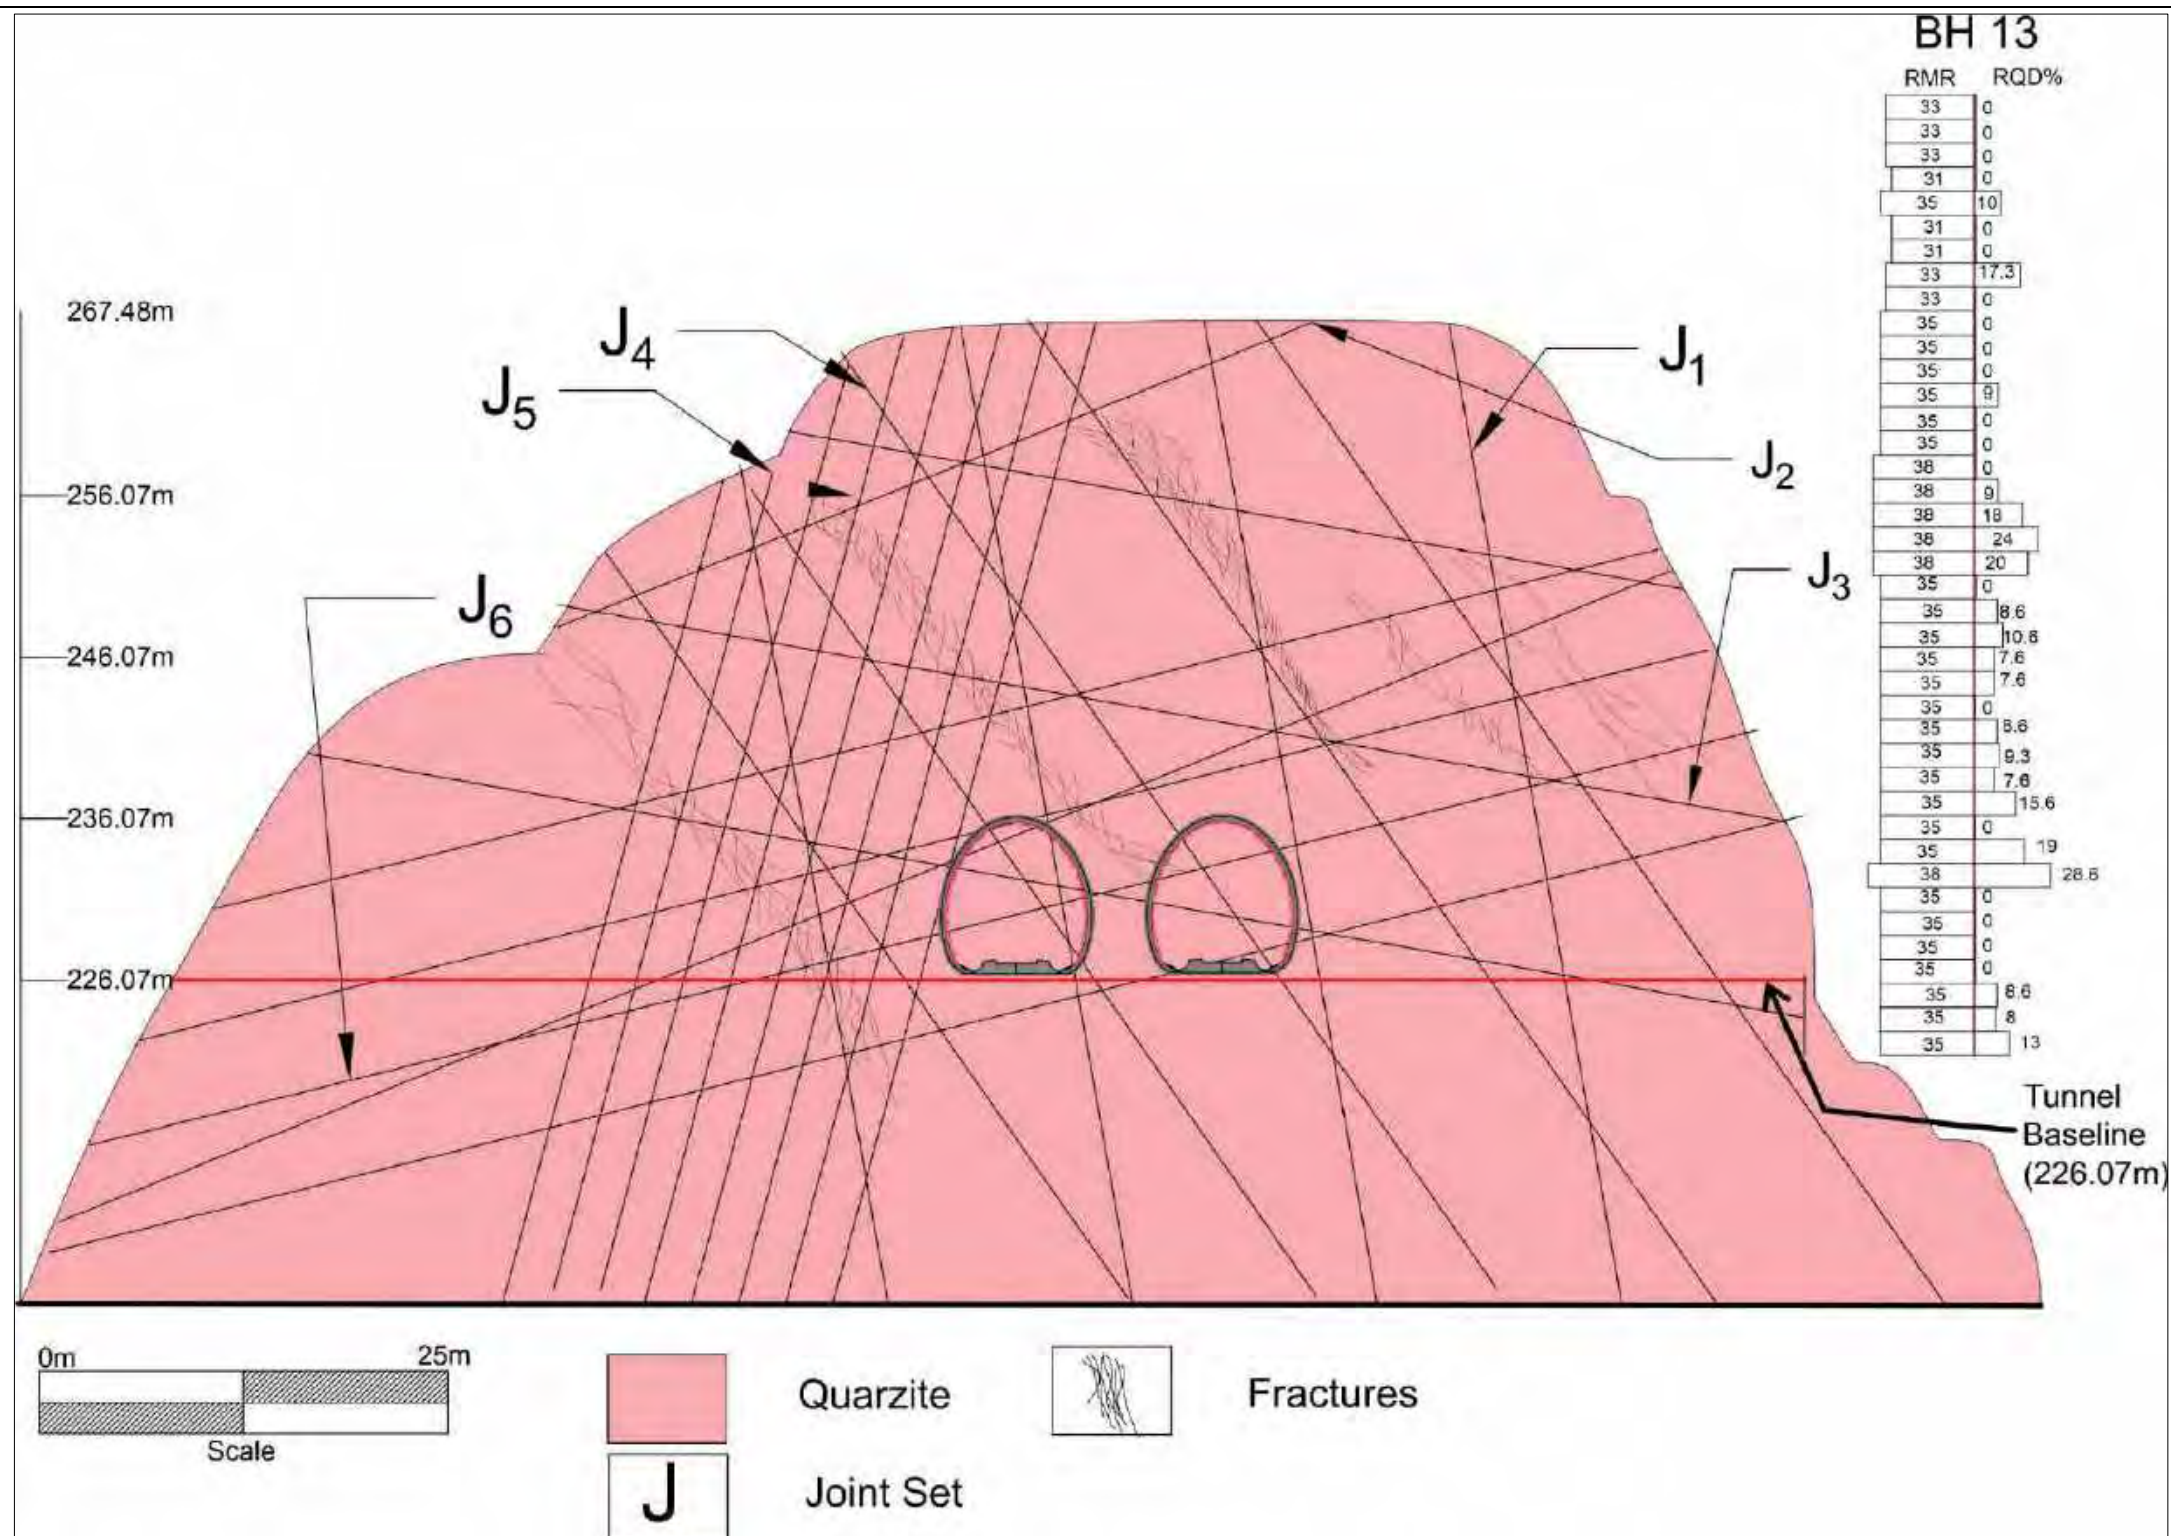 BH 13
RMR RQD%
33 0
33 0
33 0
31 0
35 10
31 0
31 0
33 17.3
33 0
35 0
35 0
35 0
35 9
35 0
35 0
38 0
38 9
38 18
38 24
38 20
35 0
35 8.6
35 10.6
35 7.6
35 7.6
35 0
35 8.6
35 9.3
35 7.6
35 15.6
35 0
35 19
38 28.6
35 0
35 0
35 0
35 0
35 8.6
35 8
35 13
267.48m
256.07m
246.07m
236.07m
226.07m
J4
J5
J6
J1
J2
J3
Tunnel
Baseline
(226.07m)
0m 25m
Scale
Quarzite
Fractures
J
Joint Set